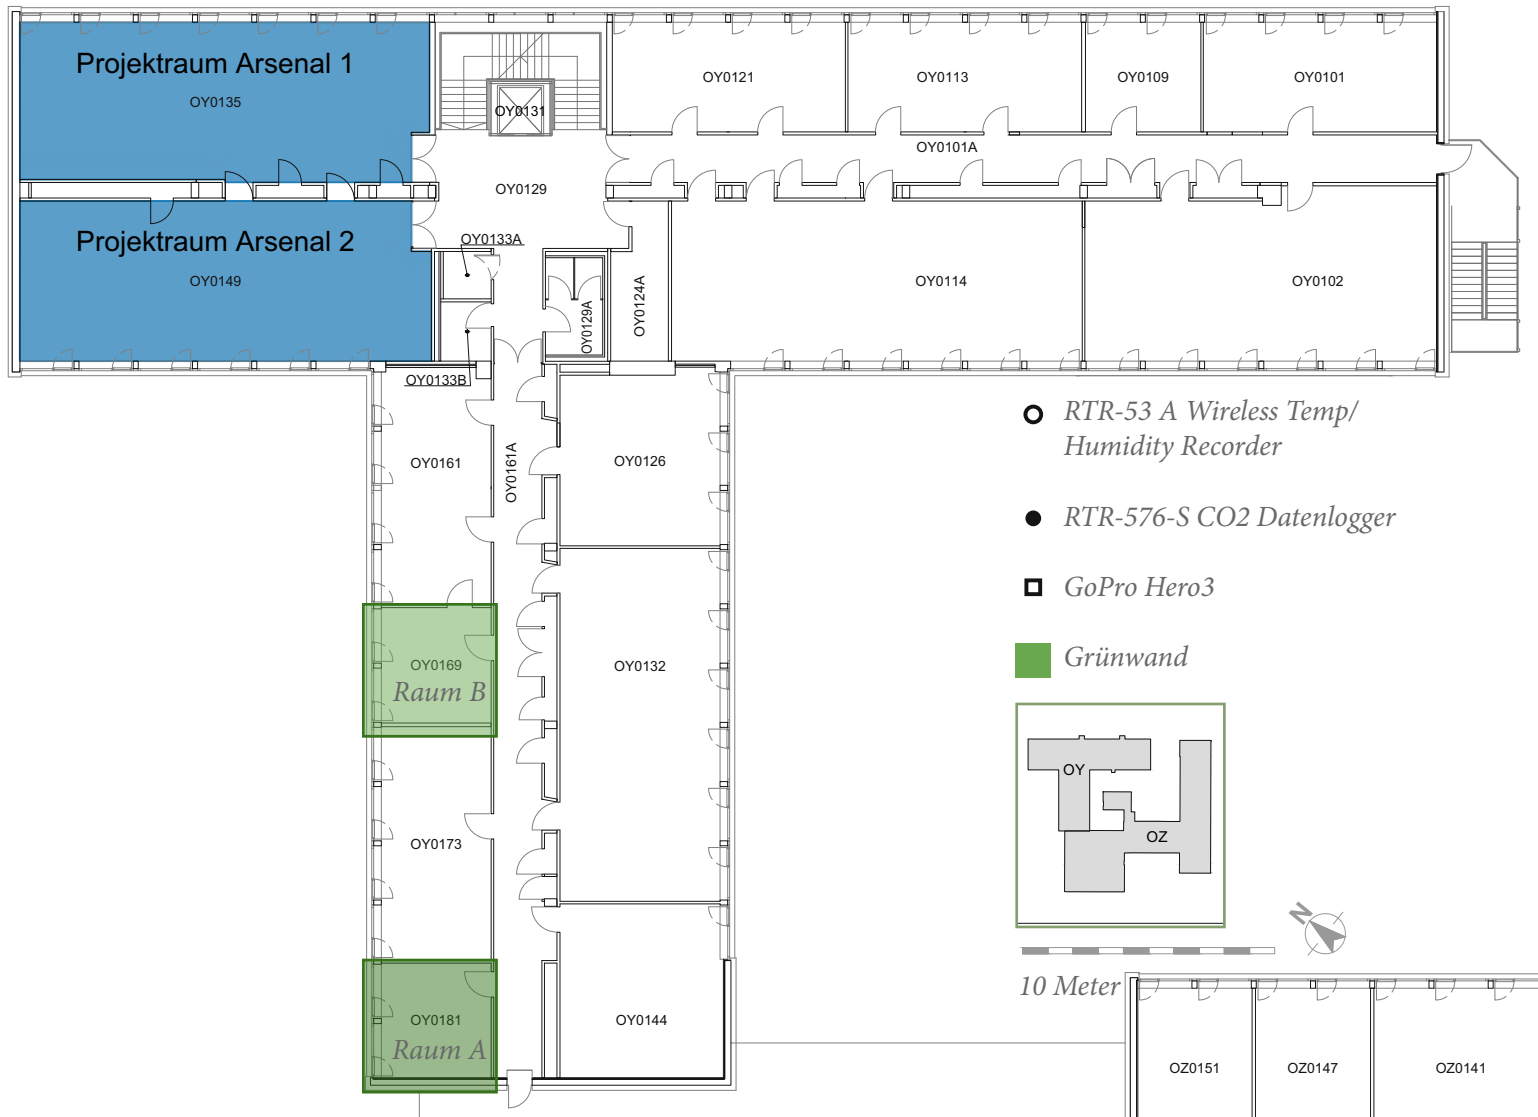 Projektraum Arsenal 1
OY0135
OY0131
OY0121
OY0113
OY0109
OY0101
OY0101A
OY0129
Projektraum Arsenal 2
OY0133A
OY0149
OY0129A
OY0124A
OY0114
OY0102
OY0133B
OY0161
OY0161A
OY0126
RTR-53 A Wireless Temp/
Humidity Recorder
RTR-576-S CO2 Datenlogger
GoPro Hero3
Grünwand
OY0169
Raum B
OY0132
OY
OZ
OY0173
N
10 Meter
OY0181
Raum A
OY0144
OZ0151
OZ0147
OZ0141